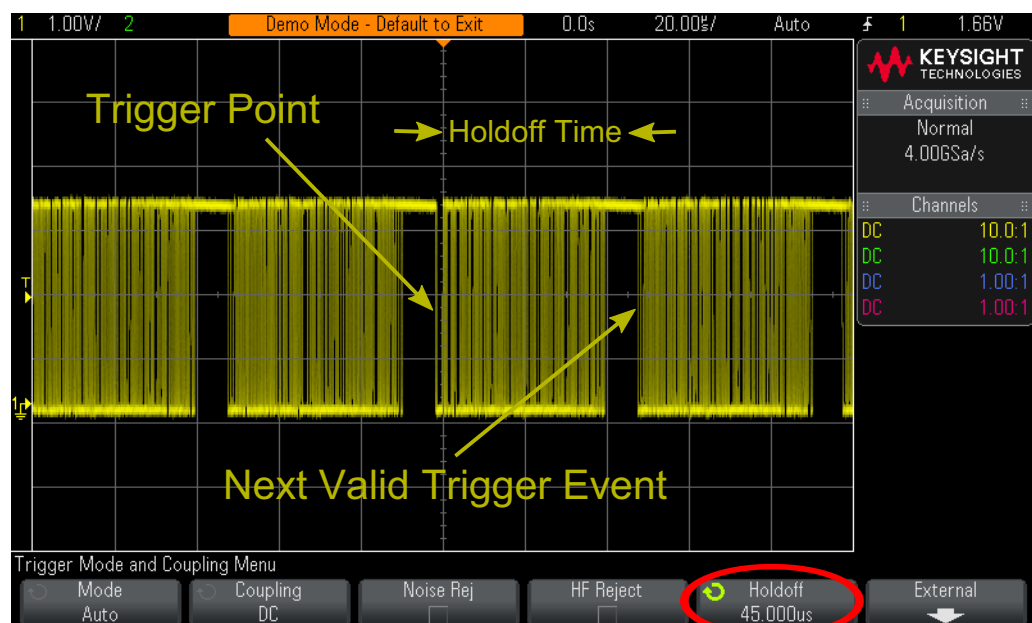 1 1.00V/ 2 Demo Mode - Default to Exit 0.0s 20.00µs/ Auto 1 1.66V
KEYSIGHT
TECHNOLOGIES
Acquisition
Normal
4.00GSa/s
Channels
DC 10.0:1
DC 10.0:1
DC 1.00:1
DC 1.00:1
Trigger Point
Holdoff Time
T
1
Next Valid Trigger Event
Trigger Mode and Coupling Menu
Mode
Auto
Coupling
DC
Noise Rej
HF Reject
Holdoff
45.000us
External